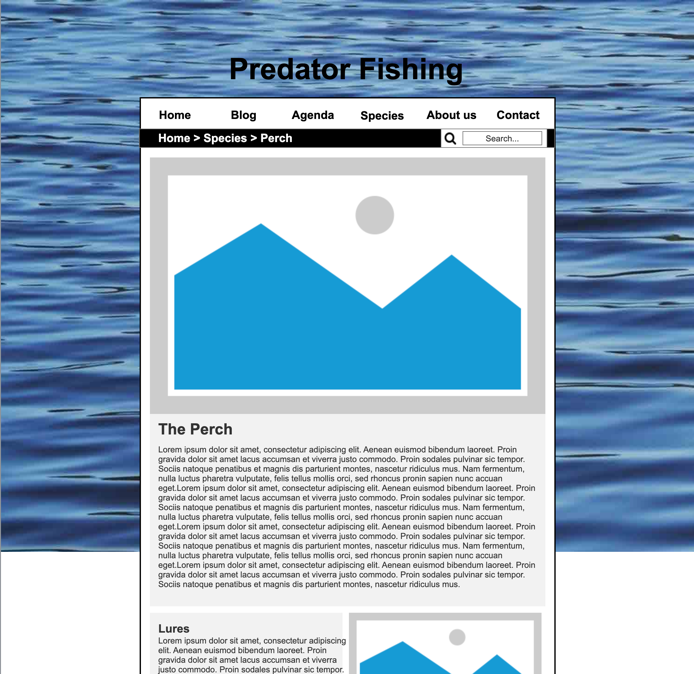 Predator Fishing
Home Blog Agenda Species About us Contact
Home > Species > Perch Search...
The Perch
Lorem ipsum dolor sit amet, consectetur adipiscing elit. Aenean euismod bibendum laoreet. Proin
gravida dolor sit amet lacus accumsan et viverra justo commodo. Proin sodales pulvinar sic tempor.
Sociis natoque penatibus et magnis dis parturient montes, nascetur ridiculus mus. Nam fermentum,
nulla luctus pharetra vulputate, felis tellus mollis orci, sed rhoncus pronin sapien nunc accuan
eget.Lorem ipsum dolor sit amet, consectetur adipiscing elit. Aenean euismod bibendum laoreet. Proin
gravida dolor sit amet lacus accumsan et viverra justo commodo. Proin sodales pulvinar sic tempor.
Sociis natoque penatibus et magnis dis parturient montes, nascetur ridiculus mus. Nam fermentum,
nulla luctus pharetra vulputate, felis tellus mollis orci, sed rhoncus pronin sapien nunc accuan
eget.Lorem ipsum dolor sit amet, consectetur adipiscing elit. Aenean euismod bibendum laoreet. Proin
gravida dolor sit amet lacus accumsan et viverra justo commodo. Proin sodales pulvinar sic tempor.
Sociis natoque penatibus et magnis dis parturient montes, nascetur ridiculus mus. Nam fermentum,
nulla luctus pharetra vulputate, felis tellus mollis orci, sed rhoncus pronin sapien nunc accuan
eget.Lorem ipsum dolor sit amet, consectetur adipiscing elit. Aenean euismod bibendum laoreet. Proin
gravida dolor sit amet lacus accumsan et viverra justo commodo. Proin sodales pulvinar sic tempor.
Sociis natoque penatibus et magnis dis parturient montes, nascetur ridiculus mus.
Lures
Lorem ipsum dolor sit amet, consectetur adipiscing
elit. Aenean euismod bibendum laoreet. Proin
gravida dolor sit amet lacus accumsan et viverra
justo commodo. Proin sodales pulvinar sic tempor.